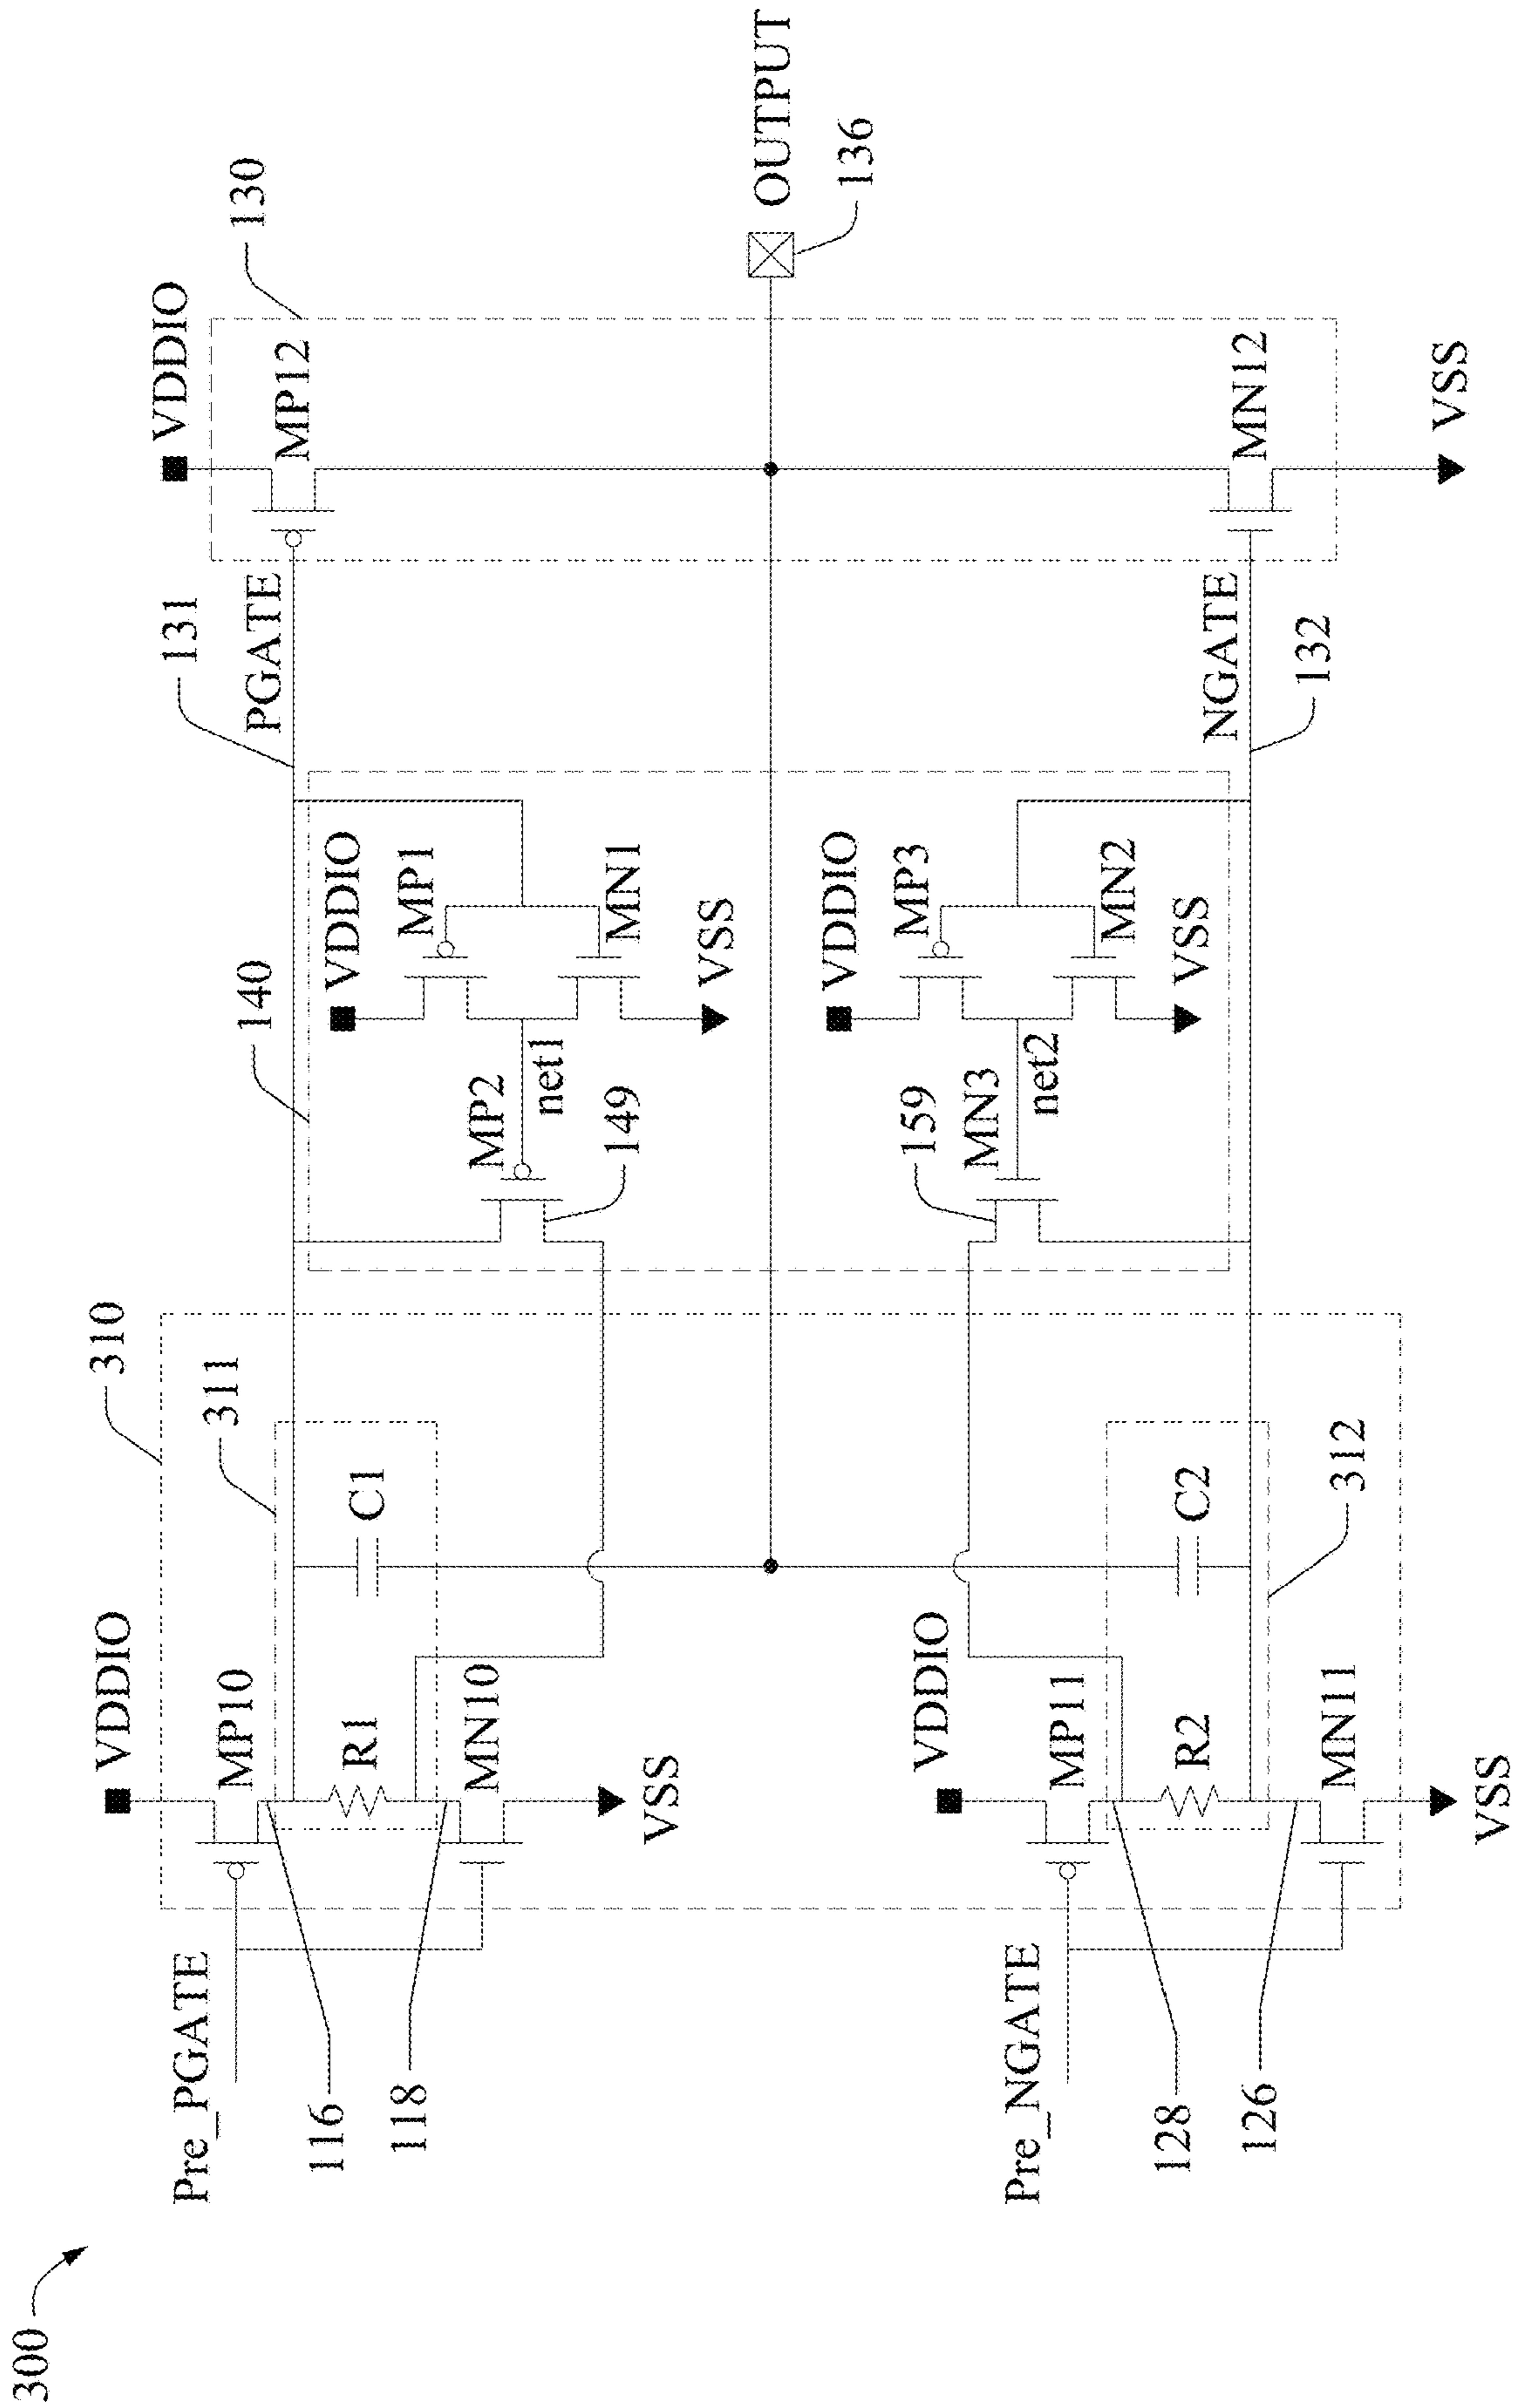 300
310
311
VDDIO
MP10
Pre_PGATE
116
118
R1
C1
MN10
VSS
140
131
PGATE
VDDIO
MP1
MP2
net1
149
MN1
VSS
VDDIO
MP12
130
OUTPUT
136
VDDIO
MP11
Pre_NGATE
128
126
R2
C2
MN11
VSS
312
VDDIO
MP3
159
MN3
net2
MN2
VSS
NGATE
132
MN12
VSS